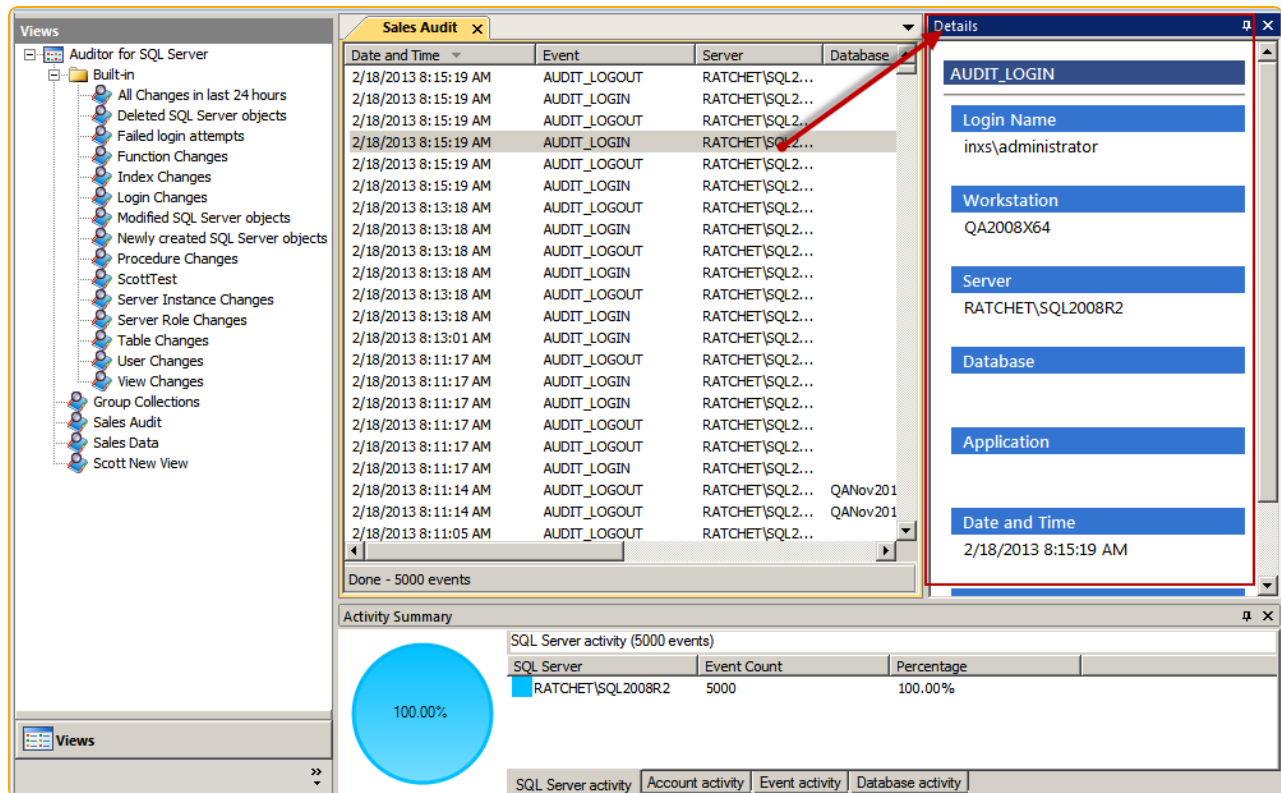 Views
Auditor for SQL Server
Built-in
All Changes in last 24 hours
Deleted SQL Server objects
Failed login attempts
Function Changes
Index Changes
Login Changes
Modified SQL Server objects
Newly created SQL Server objects
Procedure Changes
ScottTest
Server Instance Changes
Server Role Changes
Table Changes
User Changes
View Changes
Group Collections
Sales Audit
Sales Data
Scott New View
Views
Sales Audit
Date and Time Event Server Database
2/18/2013 8:15:19 AM AUDIT_LOGOUT RATCHET\SQL2...
2/18/2013 8:15:19 AM AUDIT_LOGIN RATCHET\SQL2...
2/18/2013 8:15:19 AM AUDIT_LOGOUT RATCHET\SQL2...
2/18/2013 8:15:19 AM AUDIT_LOGIN RATCHET\SQL2...
2/18/2013 8:15:19 AM AUDIT_LOGOUT RATCHET\SQL2...
2/18/2013 8:15:19 AM AUDIT_LOGIN RATCHET\SQL2...
2/18/2013 8:13:18 AM AUDIT_LOGOUT RATCHET\SQL2...
2/18/2013 8:13:18 AM AUDIT_LOGIN RATCHET\SQL2...
2/18/2013 8:13:18 AM AUDIT_LOGOUT RATCHET\SQL2...
2/18/2013 8:13:18 AM AUDIT_LOGIN RATCHET\SQL2...
2/18/2013 8:13:18 AM AUDIT_LOGOUT RATCHET\SQL2...
2/18/2013 8:13:18 AM AUDIT_LOGIN RATCHET\SQL2...
2/18/2013 8:13:01 AM AUDIT_LOGIN RATCHET\SQL2...
2/18/2013 8:11:17 AM AUDIT_LOGOUT RATCHET\SQL2...
2/18/2013 8:11:17 AM AUDIT_LOGIN RATCHET\SQL2...
2/18/2013 8:11:17 AM AUDIT_LOGIN RATCHET\SQL2...
2/18/2013 8:11:17 AM AUDIT_LOGOUT RATCHET\SQL2...
2/18/2013 8:11:17 AM AUDIT_LOGOUT RATCHET\SQL2...
2/18/2013 8:11:17 AM AUDIT_LOGIN RATCHET\SQL2...
2/18/2013 8:11:14 AM AUDIT_LOGOUT RATCHET\SQL2... QANov201
2/18/2013 8:11:14 AM AUDIT_LOGOUT RATCHET\SQL2... QANov201
2/18/2013 8:11:05 AM AUDIT_LOGOUT RATCHET\SQL2...
Done - 5000 events
Details
AUDIT_LOGIN
Login Name
inxs\administrator
Workstation
QA2008X64
Server
RATCHET\SQL2008R2
Database
Application
Date and Time
2/18/2013 8:15:19 AM
Activity Summary
100.00%
SQL Server activity (5000 events)
SQL Server Event Count Percentage
RATCHET\SQL2008R2 5000 100.00%
SQL Server activity Account activity Event activity Database activity